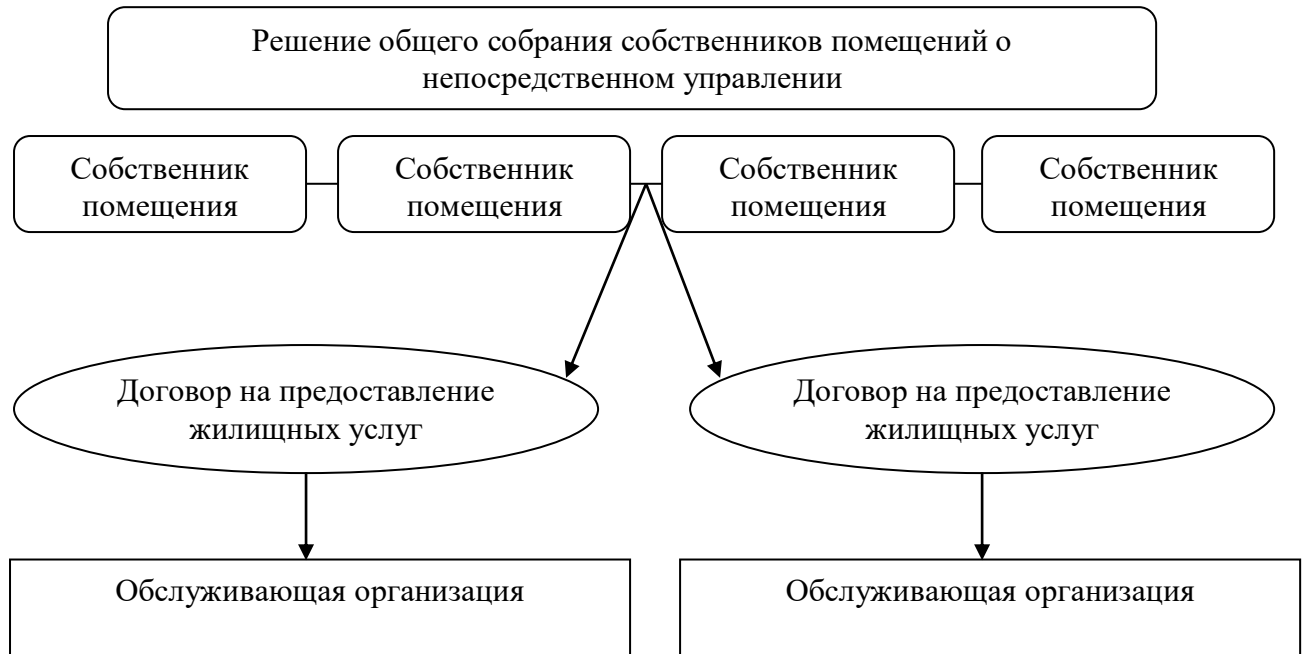 Решение общего собрания собственников помещений о
непосредственном управлении
Собственник
помещения
Собственник
помещения
Собственник
помещения
Собственник
помещения
Договор на предоставление
жилищных услуг
Договор на предоставление
жилищных услуг
Обслуживающая организация
Обслуживающая организация